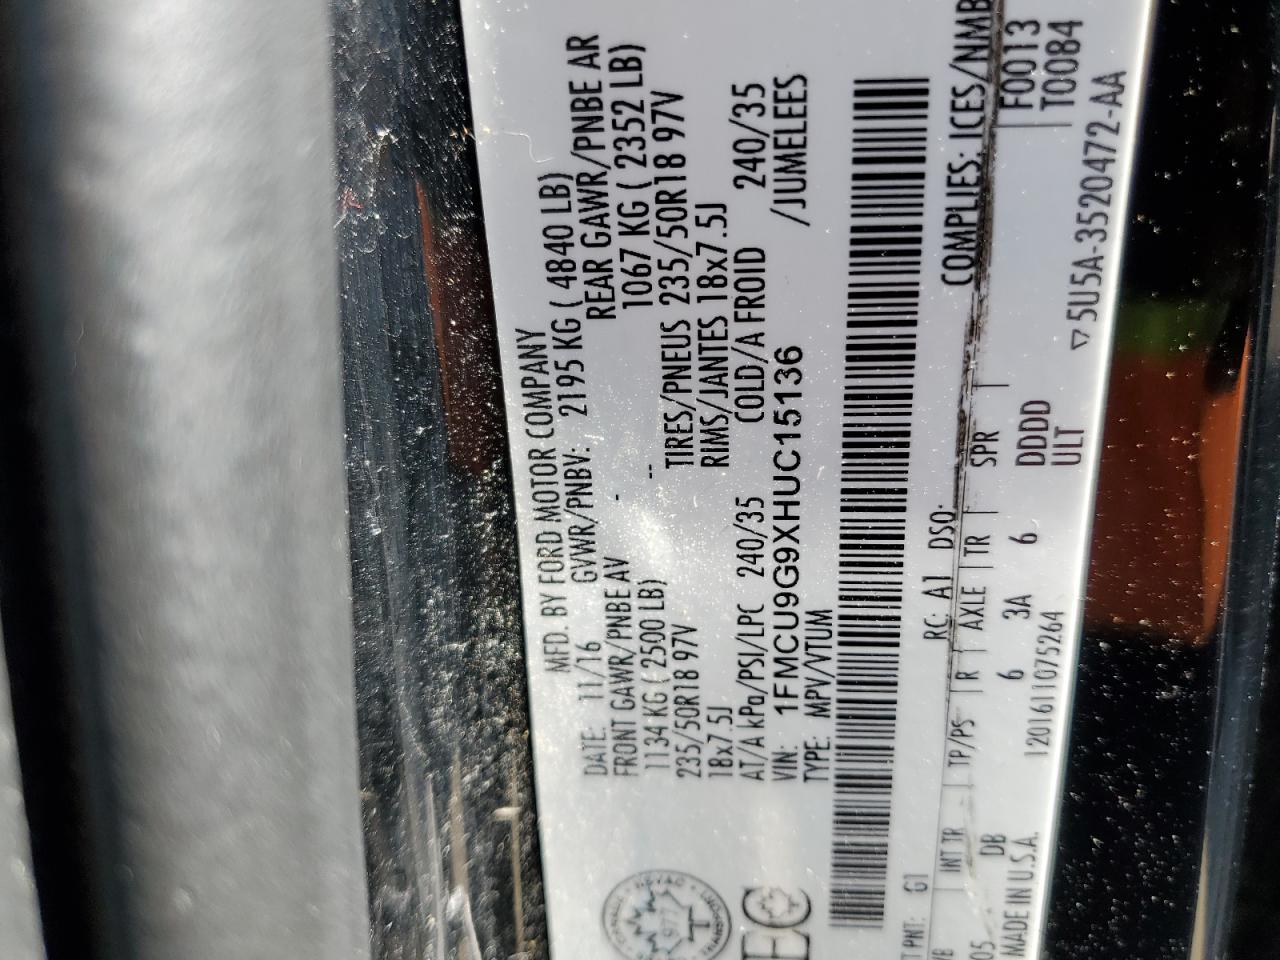 MFD. BY FORD MOTOR COMPANY
DATE: 11/16 GVWR/PNBV: 2195 KG ( 4840 LB)
FRONT GAWR/PNBE AV - REAR GAWR/PNBE AR
1134 KG ( 2500 LB) -- 1067 KG ( 2352 LB)
235/50R18 97V TIRES/PNEUS 235/50R18 97V
18x7.5J RIMS/JANTES 18x7.5J
AT/A kPa/PSI/LPC 240/35 COLD/A FROID 240/35
VIN: 1FMCU9G9XHUC15136 /JUMELEES
TYPE: MPV/VTUM
COMPLIES: ICES/NMB
T PNT: G1 RC: A1 DSO:
INT TR TP/PS R AXLE TR SPR F0013
05 DB 6 3A 6 DDDD T0084
MADE IN U.S.A. ULT
1201611075264 5U5A-3520472-AA